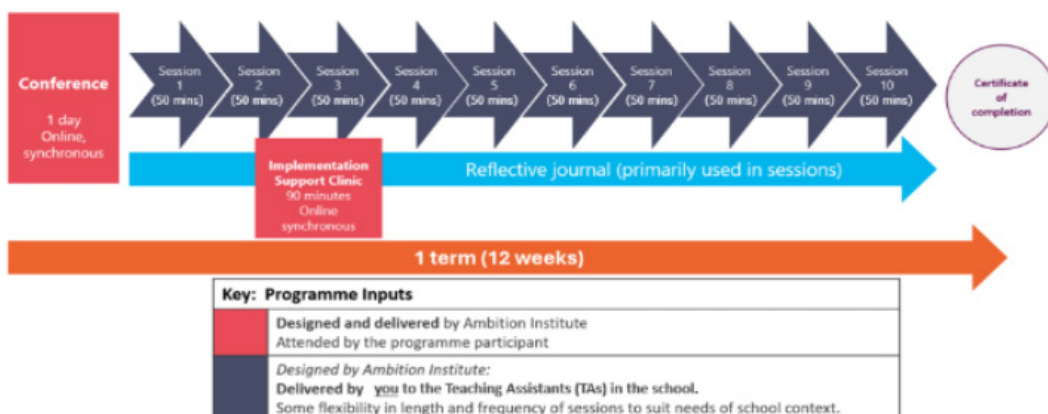 Conference
1 day
Online,
synchronous
Session
1
(50 mins)
Session
2
(50 mins)
Session
3
(50 mins)
Session
4
(50 mins)
Session
5
(50 mins)
Session
6
(50 mins)
Session
7
(50 mins)
Session
8
(50 mins)
Session
9
(50 mins)
Session
10
(50 mins)
Certificate
of
completion
Implementation
Support Clinic
90 minutes
Online
synchronous
Reflective journal (primarily used in sessions)
1 term (12 weeks)
Key: Programme Inputs
Designed and delivered by Ambition Institute
Attended by the programme participant
Designed by Ambition Institute:
Delivered by you to the Teaching Assistants (TAs) in the school.
Some flexibility in length and frequency of sessions to suit needs of school context.